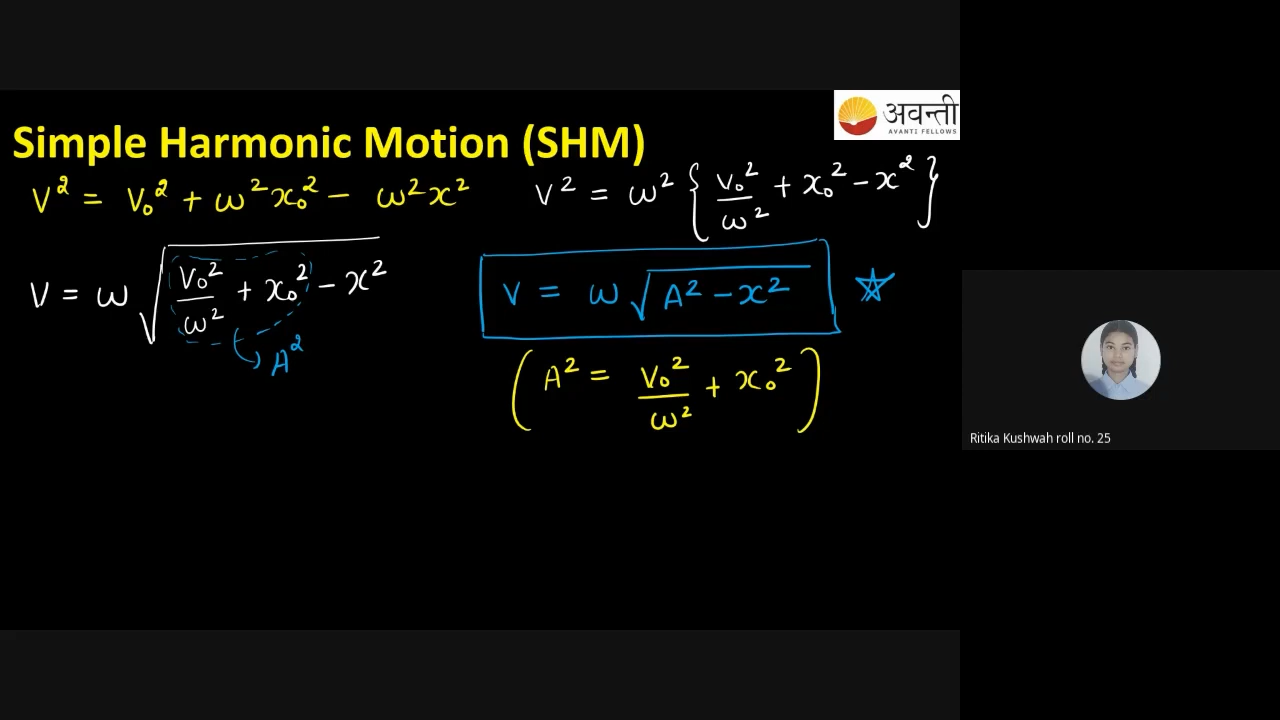 अवन्ती
AVANTI FELLOWS
Simple Harmonic Motion (SHM)
V² = V₀² + ω²x₀² − ω²x²
V² = ω² { V₀²/ω² + x₀² − x² }
V = ω √(V₀²/ω² + x₀² − x²)
A²
V = ω √(A² − x²) ☆
( A² = V₀²/ω² + x₀² )
Ritika Kushwah roll no. 25